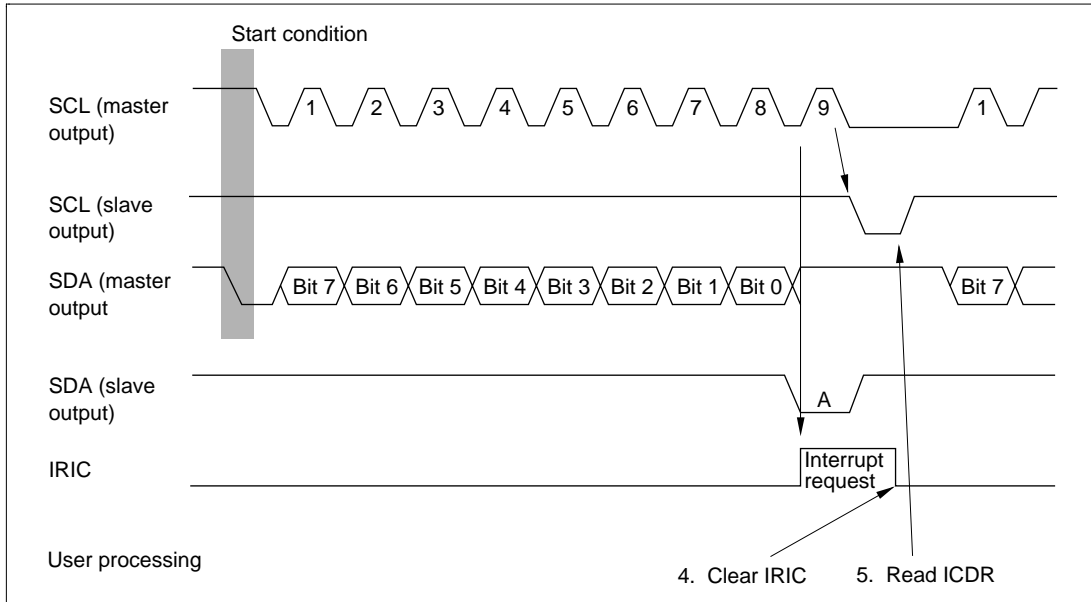 Start condition
SCL (master
output)
1 2 3 4 5 6 7 8 9 1
SCL (slave
output)
SDA (master
output
Bit 7 Bit 6 Bit 5 Bit 4 Bit 3 Bit 2 Bit 1 Bit 0 Bit 7
SDA (slave
output)
A
IRIC
Interrupt
request
User processing
4. Clear IRIC 5. Read ICDR